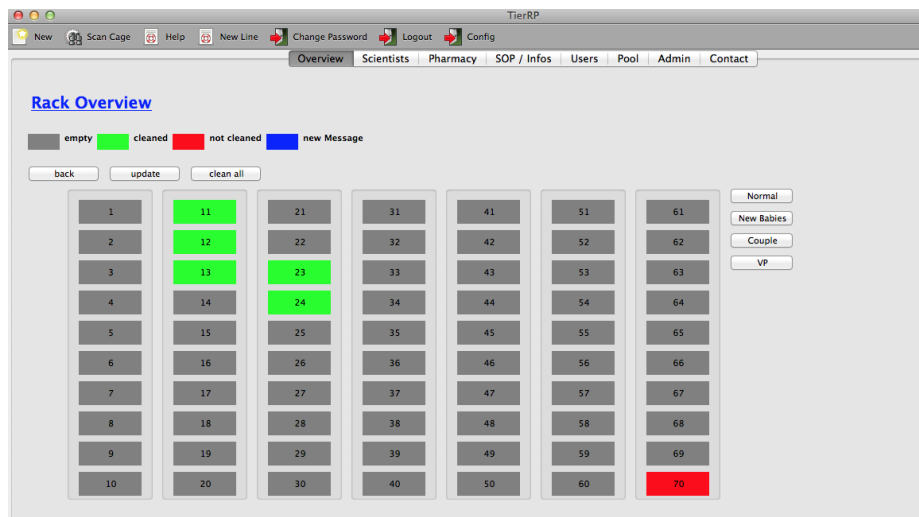 TierRP
New Scan Cage Help New Line Change Password Logout Config
Overview Scientists Pharmacy SOP / Infos Users Pool Admin Contact
Rack Overview
empty cleaned not cleaned new Message
back update clean all
Normal
1 11 21 31 41 51 61
New Babies
2 12 22 32 42 52 62
Couple
3 13 23 33 43 53 63
VP
4 14 24 34 44 54 64
5 15 25 35 45 55 65
6 16 26 36 46 56 66
7 17 27 37 47 57 67
8 18 28 38 48 58 68
9 19 29 39 49 59 69
10 20 30 40 50 60 70